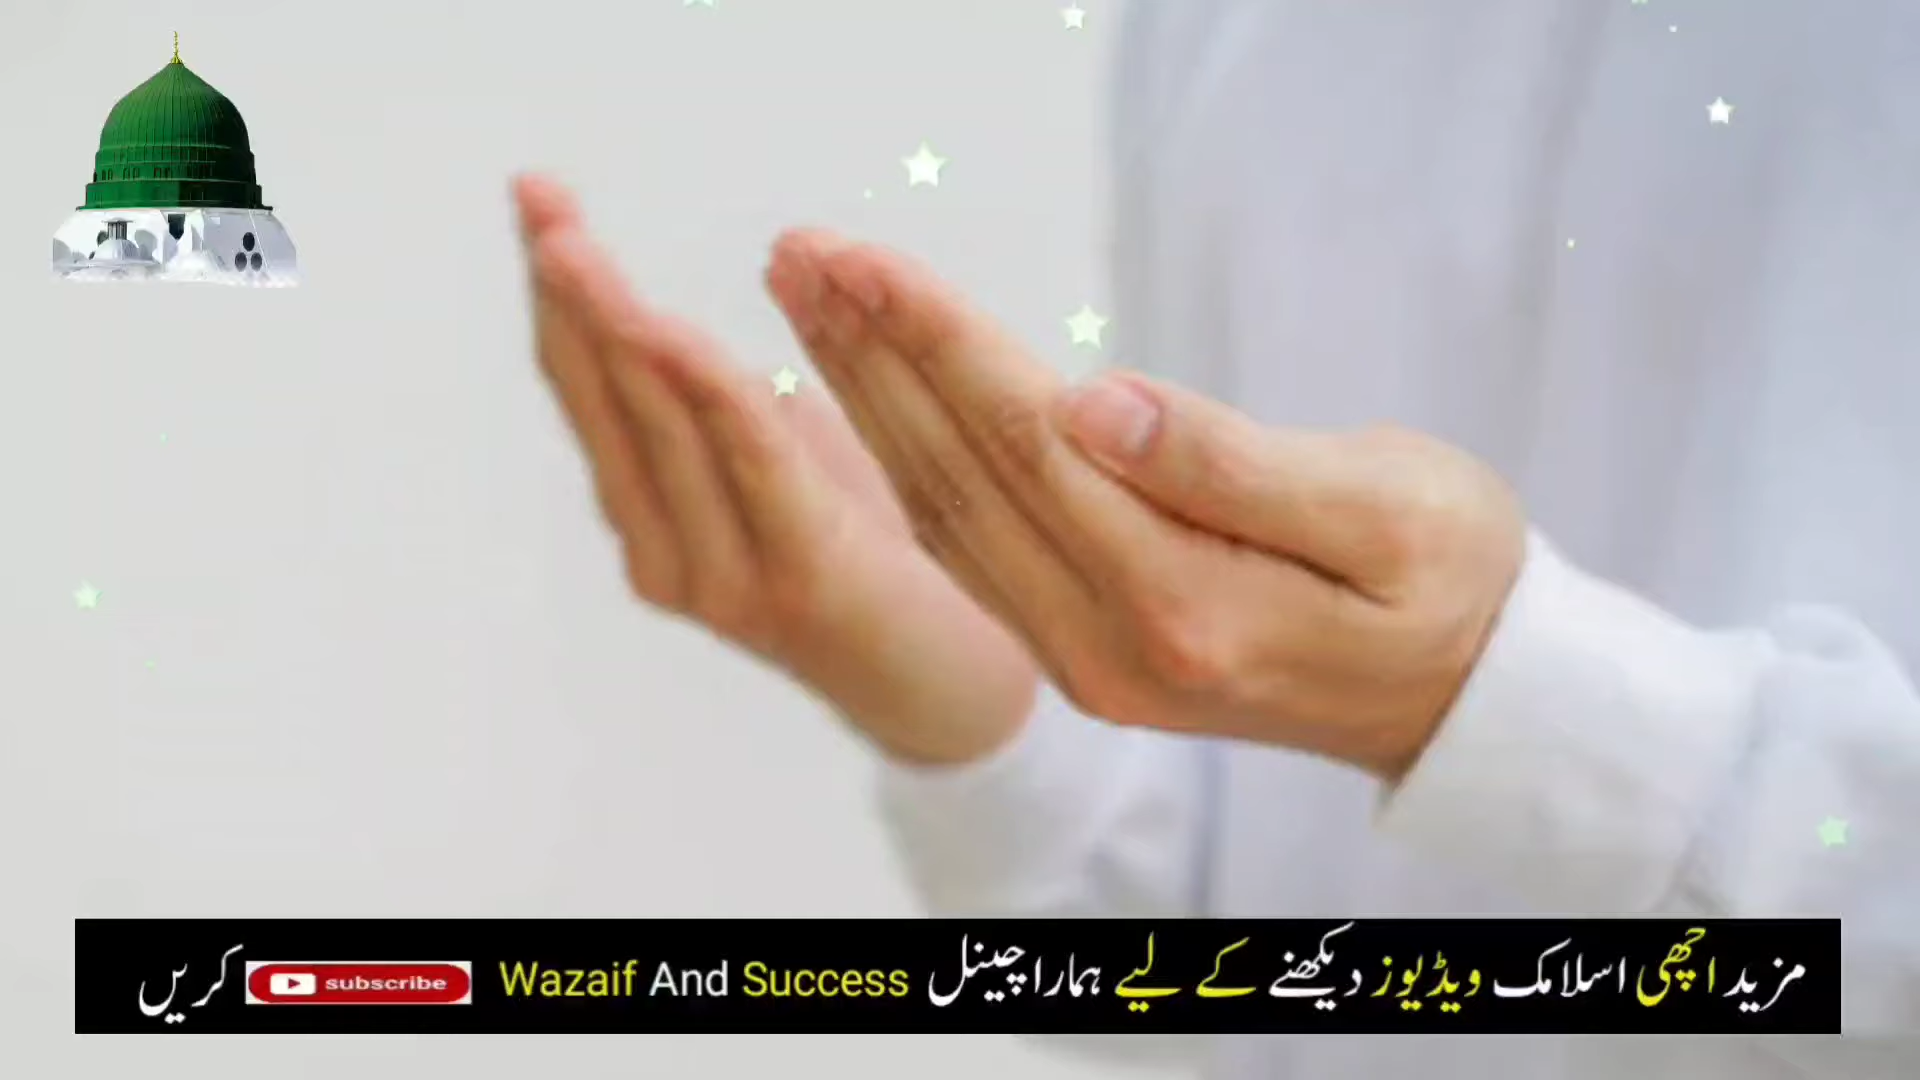 مزید اچھی اسلامک ویڈیوز دیکھنے کے لیے ہمارا چینل Wazaif And Success subscribe کریں